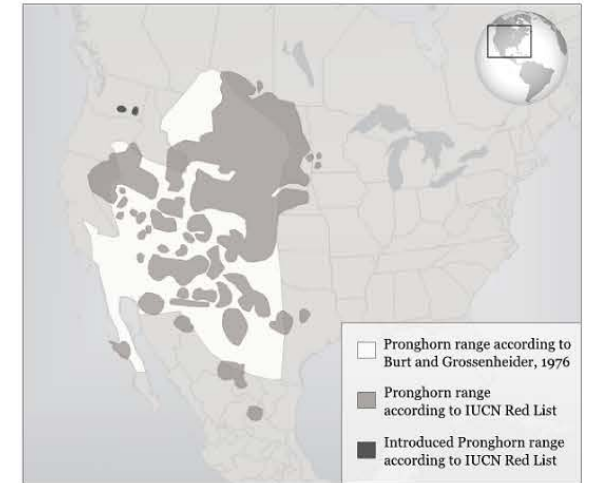 Pronghorn range according to
Burt and Grossenheider, 1976
Pronghorn range
according to IUCN Red List
Introduced Pronghorn range
according to IUCN Red List